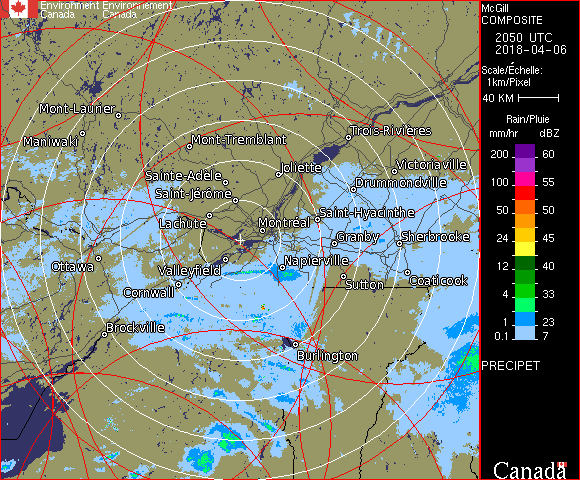 Environment Environnement
Canada Canada
McGill
COMPOSITE
2050 UTC
2018-04-06
Scale/Échelle:
1km/Pixel
40 KM
Rain/Pluie
mm/hr dBZ
200 60
100 55
50 50
24 45
12 40
4 33
1 23
0.1 7
PRECIPET
Canada
Mont-Laurier
Maniwaki
Mont-Tremblant
Trois-Rivières
Joliette
Victoriaville
Sainte-Adèle
Drummondville
Saint-Jérôme
Saint-Hyacinthe
Lachute
Montréal
Granby
Sherbrooke
Ottawa
Valleyfield
Napierville
Cornwall
Sutton
Coaticook
Brockville
Burlington